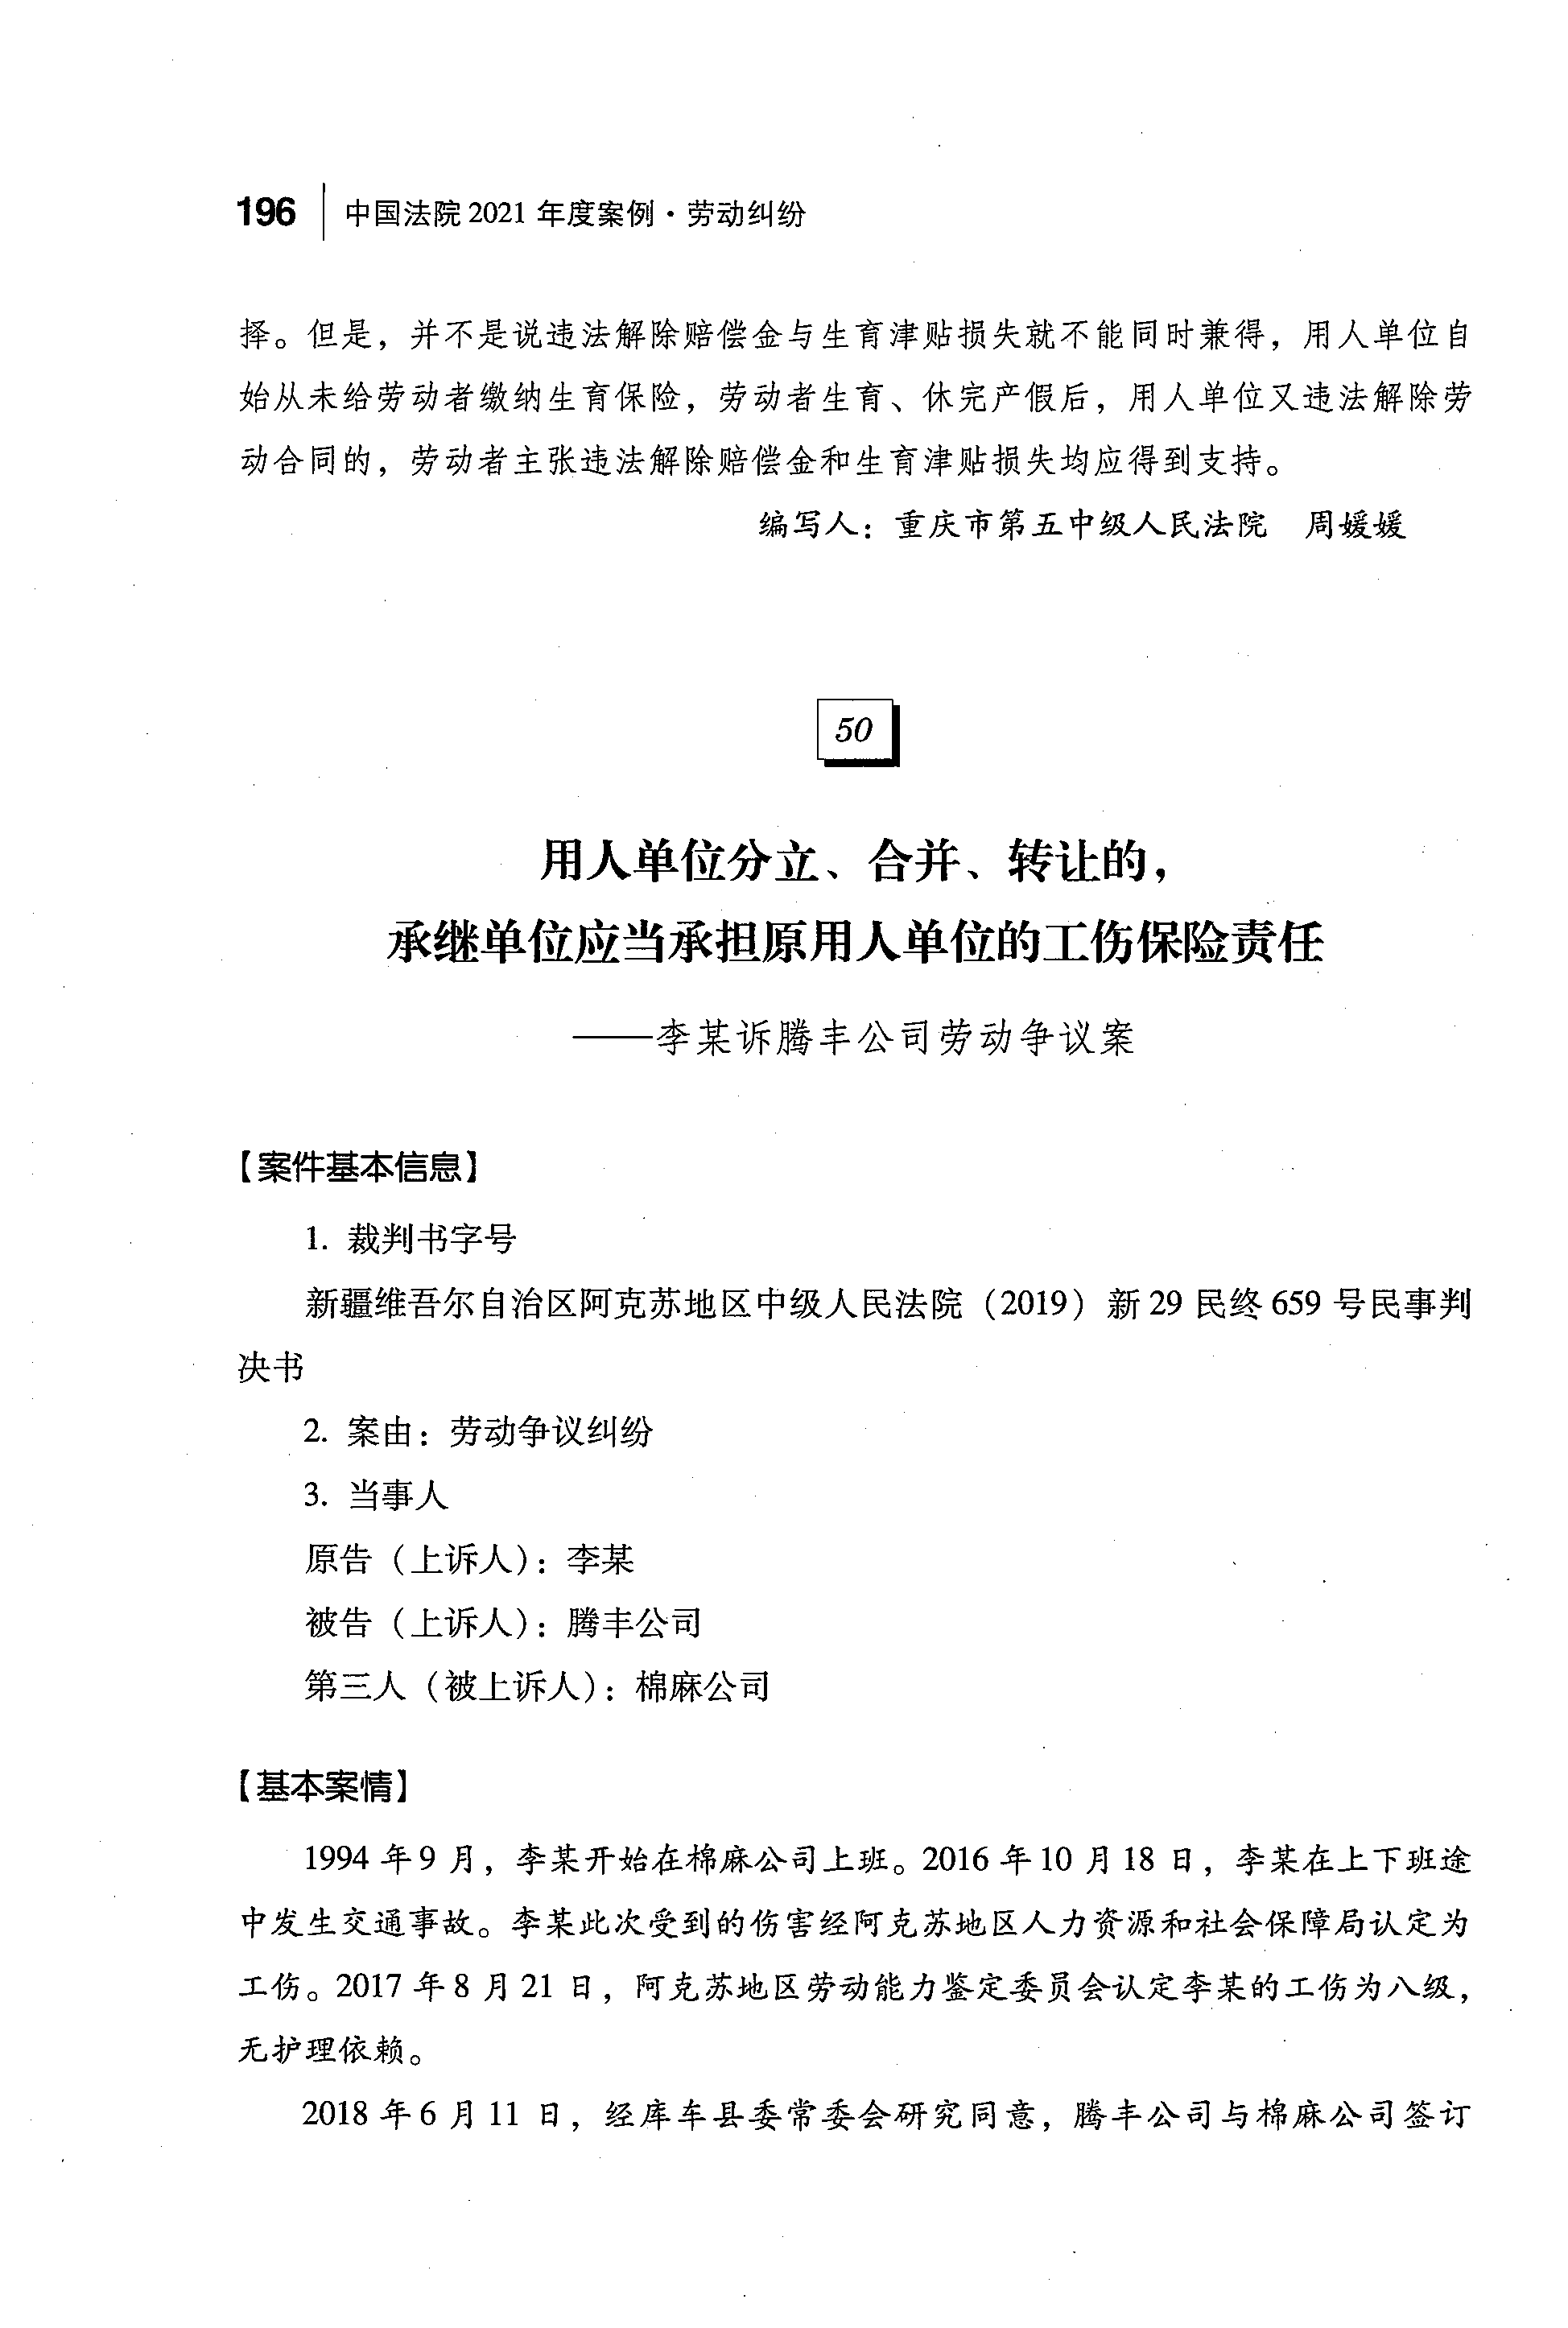 196 中国法院 2021 年度案例·劳动纠纷
择。但是，并不是说违法解除赔偿金与生育津贴损失就不能同时兼得，用人单位自
始从未给劳动者缴纳生育保险，劳动者生育、休完产假后，用人单位又违法解除劳
动合同的，劳动者主张违法解除赔偿金和生育津贴损失均应得到支持。
编写人：重庆市第五中级人民法院 周媛媛
50
用人单位分立、合并、转让的，
承继单位应当承担原用人单位的工伤保险责任
——李某诉腾丰公司劳动争议案
【案件基本信息】
1. 裁判书字号
新疆维吾尔自治区阿克苏地区中级人民法院（2019）新 29 民终 659 号民事判
决书
2. 案由：劳动争议纠纷
3. 当事人
原告（上诉人）：李某
被告（上诉人）：腾丰公司
第三人（被上诉人）：棉麻公司
【基本案情】
1994 年 9 月，李某开始在棉麻公司上班。2016 年 10 月 18 日，李某在上下班途
中发生交通事故。李某此次受到的伤害经阿克苏地区人力资源和社会保障局认定为
工伤。2017 年 8 月 21 日，阿克苏地区劳动能力鉴定委员会认定李某的工伤为八级，
无护理依赖。
2018 年 6 月 11 日，经库车县委常委会研究同意，腾丰公司与棉麻公司签订